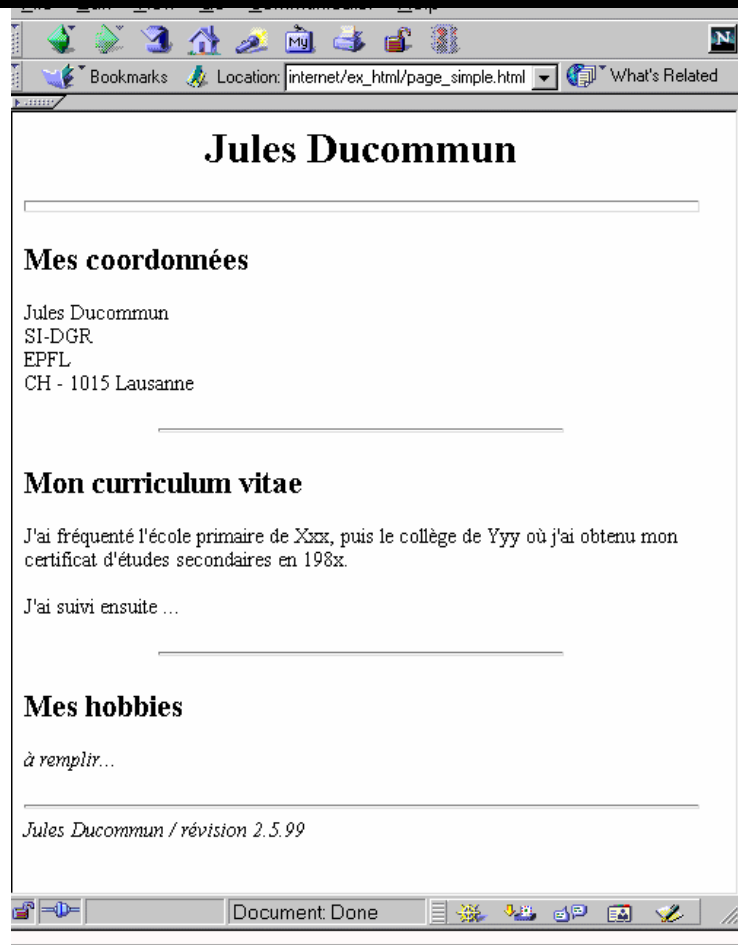 My
N
Bookmarks Location: internet/ex_html/page_simple.html What's Related
Jules Ducommun
Mes coordonnées
Jules Ducommun
SI-DGR
EPFL
CH - 1015 Lausanne
Mon curriculum vitae
J'ai fréquenté l'école primaire de Xxx, puis le collège de Yyy où j'ai obtenu mon
certificat d'études secondaires en 198x.
J'ai suivi ensuite ...
Mes hobbies
à remplir...
Jules Ducommun / révision 2.5.99
Document: Done